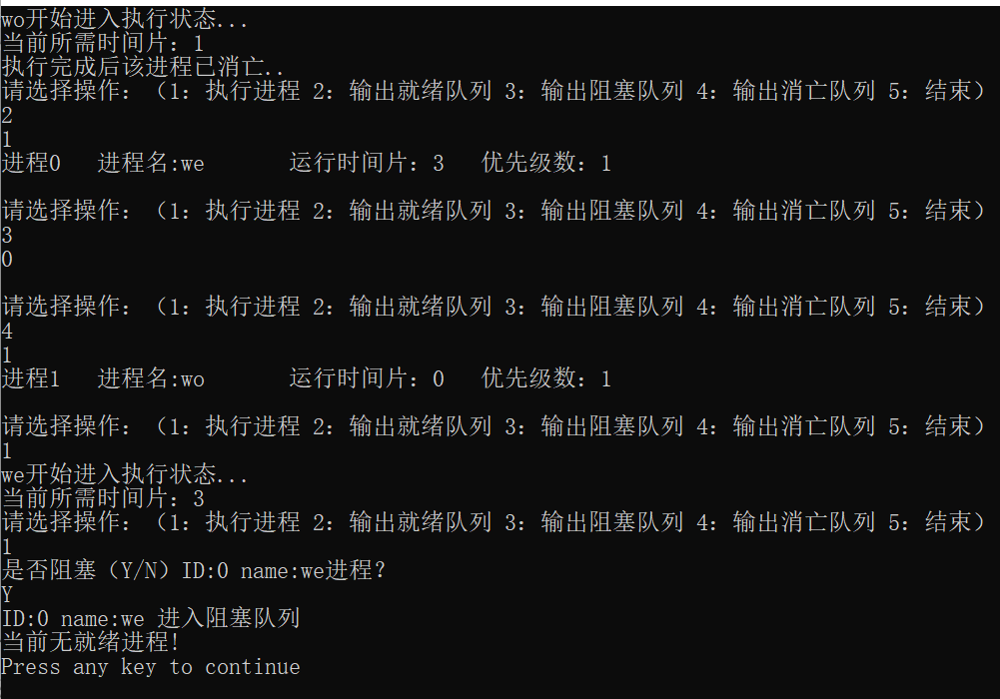 wo开始进入执行状态...
当前所需时间片：1
执行完成后该进程已消亡..
请选择操作：（1：执行进程 2：输出就绪队列 3：输出阻塞队列 4：输出消亡队列 5：结束）
2
1
进程0   进程名:we       运行时间片：3   优先级数：1
请选择操作：（1：执行进程 2：输出就绪队列 3：输出阻塞队列 4：输出消亡队列 5：结束）
3
0
请选择操作：（1：执行进程 2：输出就绪队列 3：输出阻塞队列 4：输出消亡队列 5：结束）
4
1
进程1   进程名:wo       运行时间片：0   优先级数：1
请选择操作：（1：执行进程 2：输出就绪队列 3：输出阻塞队列 4：输出消亡队列 5：结束）
1
we开始进入执行状态...
当前所需时间片：3
请选择操作：（1：执行进程 2：输出就绪队列 3：输出阻塞队列 4：输出消亡队列 5：结束）
1
是否阻塞（Y/N）ID:0 name:we进程？
Y
ID:0 name:we 进入阻塞队列
当前无就绪进程!
Press any key to continue